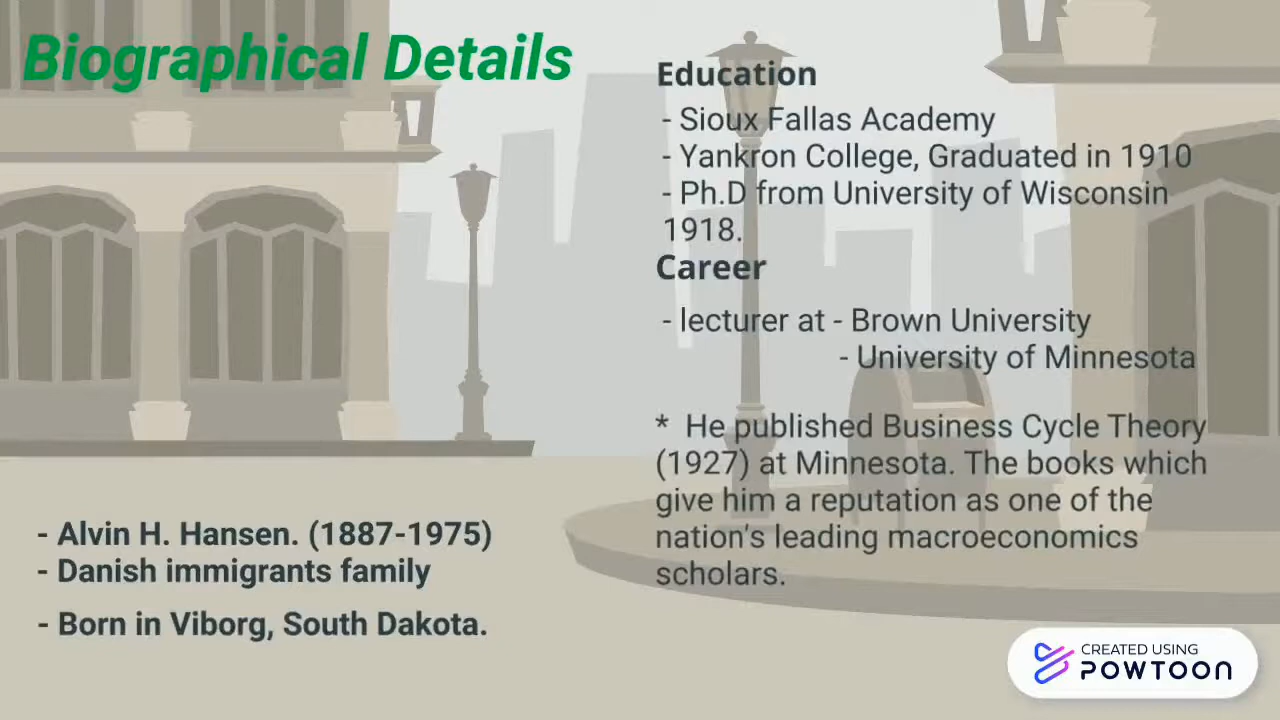 Biographical Details
- Alvin H. Hansen. (1887-1975)
- Danish immigrants family
- Born in Viborg, South Dakota.
Education
- Sioux Fallas Academy
- Yankron College, Graduated in 1910
- Ph.D from University of Wisconsin
1918.
Career
- lecturer at - Brown University
- University of Minnesota
* He published Business Cycle Theory
(1927) at Minnesota. The books which
give him a reputation as one of the
nation's leading macroeconomics
scholars.
CREATED USING
POWTOON